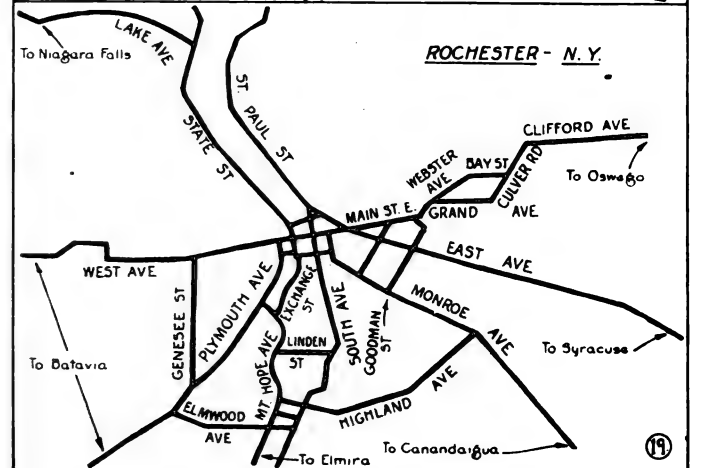 ROCHESTER - N. Y.
LAKE AVE
To Niagara Falls
ST. PAUL ST
STATE ST
CLIFFORD AVE
WEBSTER AVE
BAY ST
CULVER RD
To Oswego
MAIN ST. E.
GRAND AVE
EAST AVE
WEST AVE
GENESEE ST
PLYMOUTH AVE
EXCHANGE ST
SOUTH AVE
GOODMAN ST
MONROE AVE
To Syracuse
To Batavia
LINDEN ST
MT. HOPE AVE
ELMWOOD AVE
HIGHLAND AVE
To Canandaigua
To Elmira
19